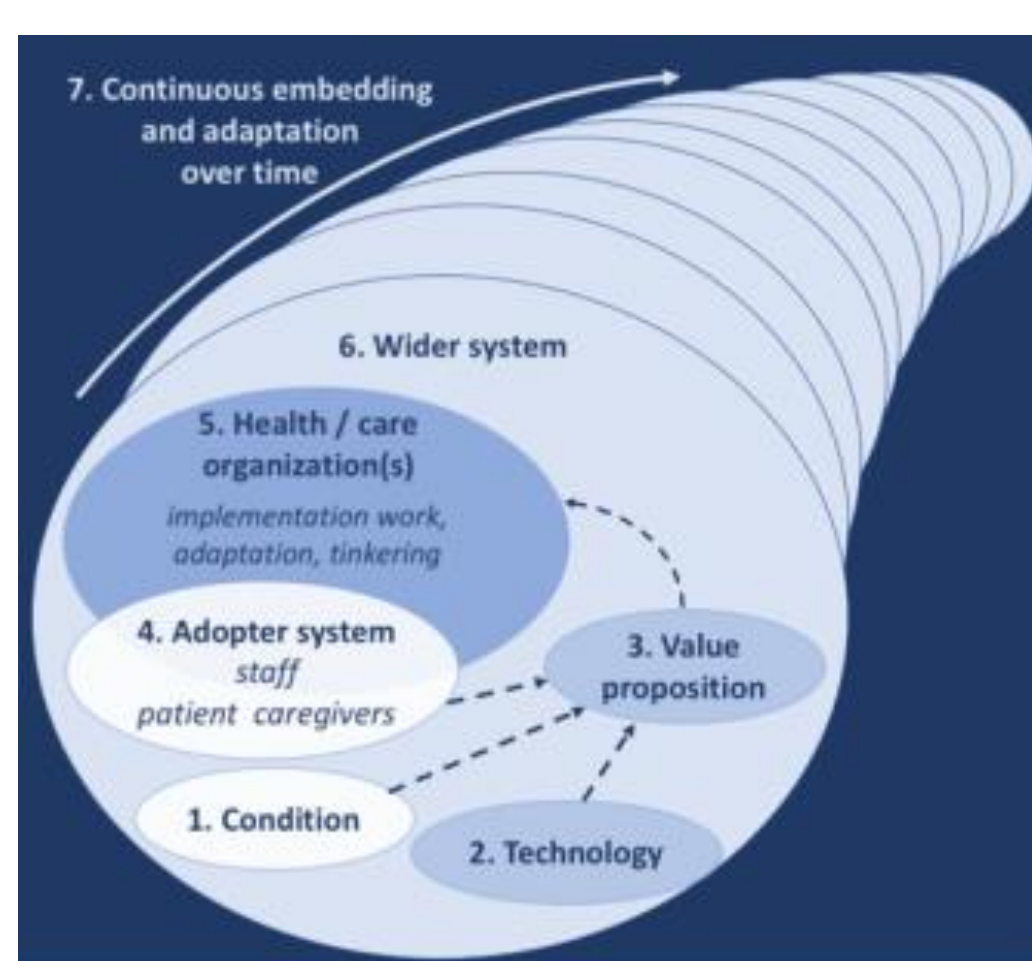 7. Continuous embedding
and adaptation
over time
6. Wider system
5. Health / care
organization(s)
implementation work,
adaptation, tinkering
4. Adopter system
staff
patient caregivers
3. Value
proposition
1. Condition
2. Technology